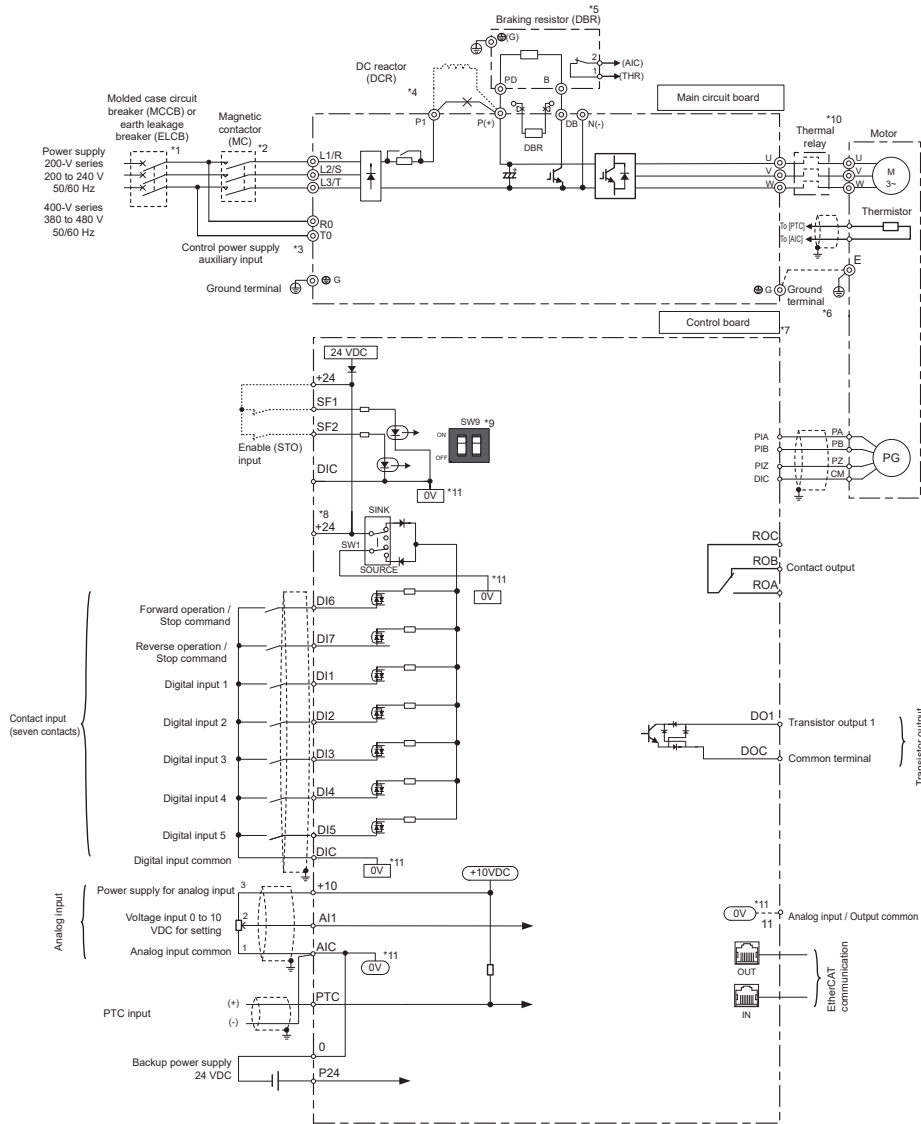 *5
Braking resistor (DBR)
(G)
2
(AIC)
1
(THR)
DC reactor
(DCR)
PD
B
*4
Main circuit board
Molded case circuit
breaker (MCCB) or
earth leakage
breaker (ELCB)
Magnetic
contactor
(MC)
P1
P(+)
DBR
DB
N(-)
*10
Thermal
relay
Motor
Power supply
200-V series
200 to 240 V
50/60 Hz
*1
*2
L1/R
L2/S
L3/T
U
V
W
U
V
W
M
3~
400-V series
380 to 480 V
50/60 Hz
R0
T0
Thermistor
To [PTC]
To [AIC]
Control power supply
auxiliary input
*3
Ground terminal
G
E
G
Ground
terminal
*6
Control board
*7
24 VDC
+24
SF1
SF2
Enable (STO)
input
DIC
SW9
*9
ON
OFF
0V
*11
PIA
PIB
PIZ
DIC
PA
PB
PZ
CM
PG
*8
+24
SINK
SW1
SOURCE
*11
0V
ROC
ROB
ROA
Contact output
Forward operation /
Stop command
DI6
Reverse operation /
Stop command
DI7
Digital input 1
DI1
Contact input
(seven contacts)
Digital input 2
DI2
Digital input 3
DI3
Digital input 4
DI4
Digital input 5
DI5
Digital input common
DIC
0V
*11
DO1
Transistor output 1
DOC
Common terminal
Transistor output
Analog input
Power supply for analog input
3
+10
+10VDC
Voltage input 0 to 10
VDC for setting
2
AI1
Analog input common
1
AIC
0V
*11
0V
*11
11
Analog input / Output common
OUT
IN
EtherCAT
communication
PTC input
(+)
(-)
PTC
0
Backup power supply
24 VDC
P24